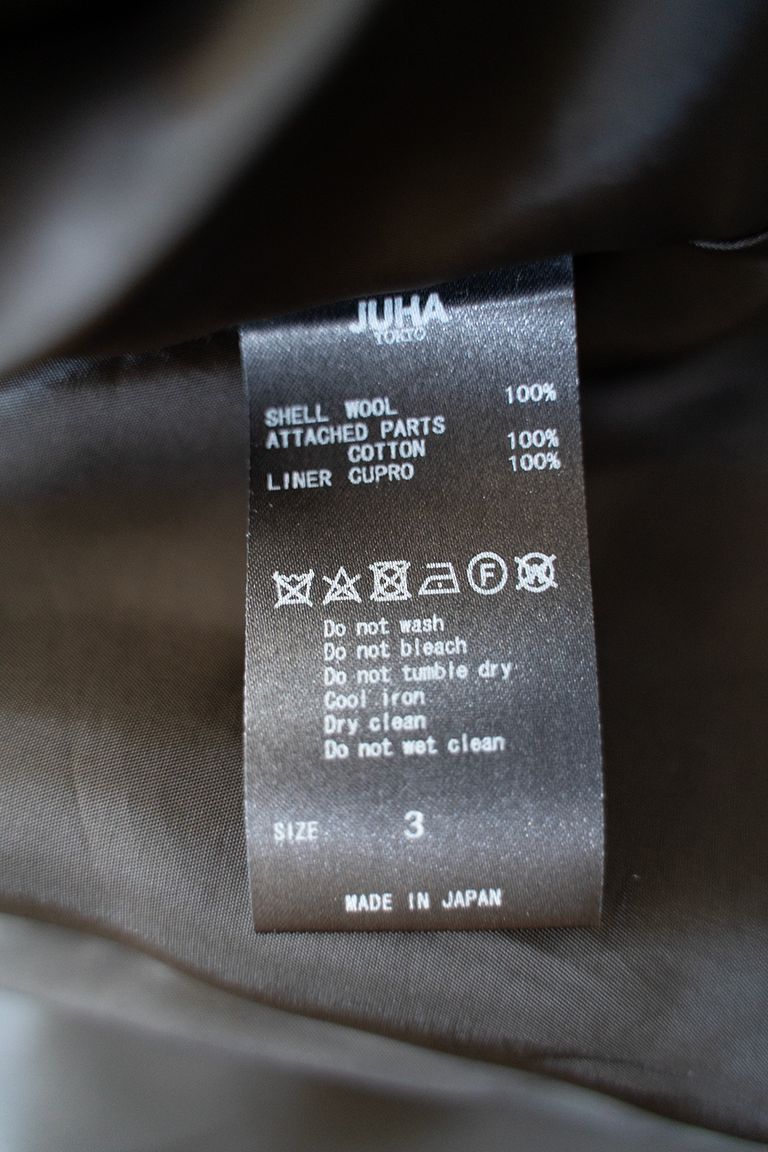 JUHA
TOKYO
SHELL WOOL 100%
ATTACHED PARTS
COTTON 100%
LINER CUPRO 100%
F W
Do not wash
Do not bleach
Do not tumble dry
Cool iron
Dry clean
Do not wet clean
SIZE 3
MADE IN JAPAN